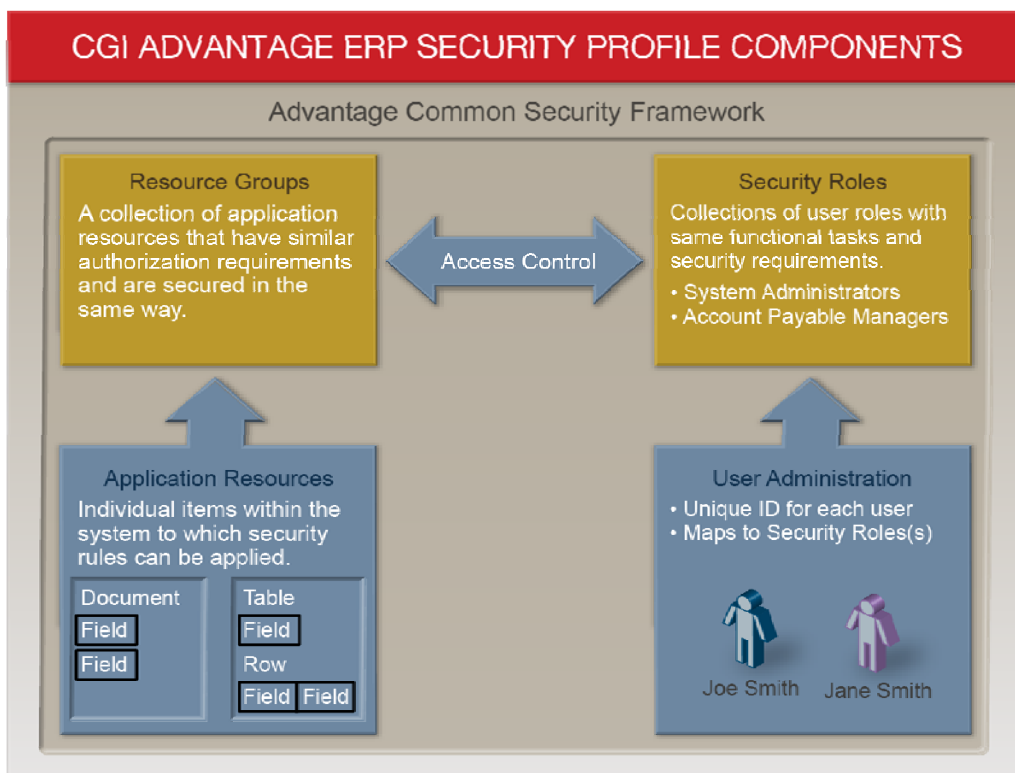 CGI ADVANTAGE ERP SECURITY PROFILE COMPONENTS
Advantage Common Security Framework
Resource Groups
A collection of application
resources that have similar
authorization requirements
and are secured in the
same way.
Access Control
Security Roles
Collections of user roles with
same functional tasks and
security requirements.
• System Administrators
• Account Payable Managers
Application Resources
Individual items within the
system to which security
rules can be applied.
Document
Field
Field
Table
Field
Row
Field Field
User Administration
• Unique ID for each user
• Maps to Security Roles(s)
Joe Smith
Jane Smith